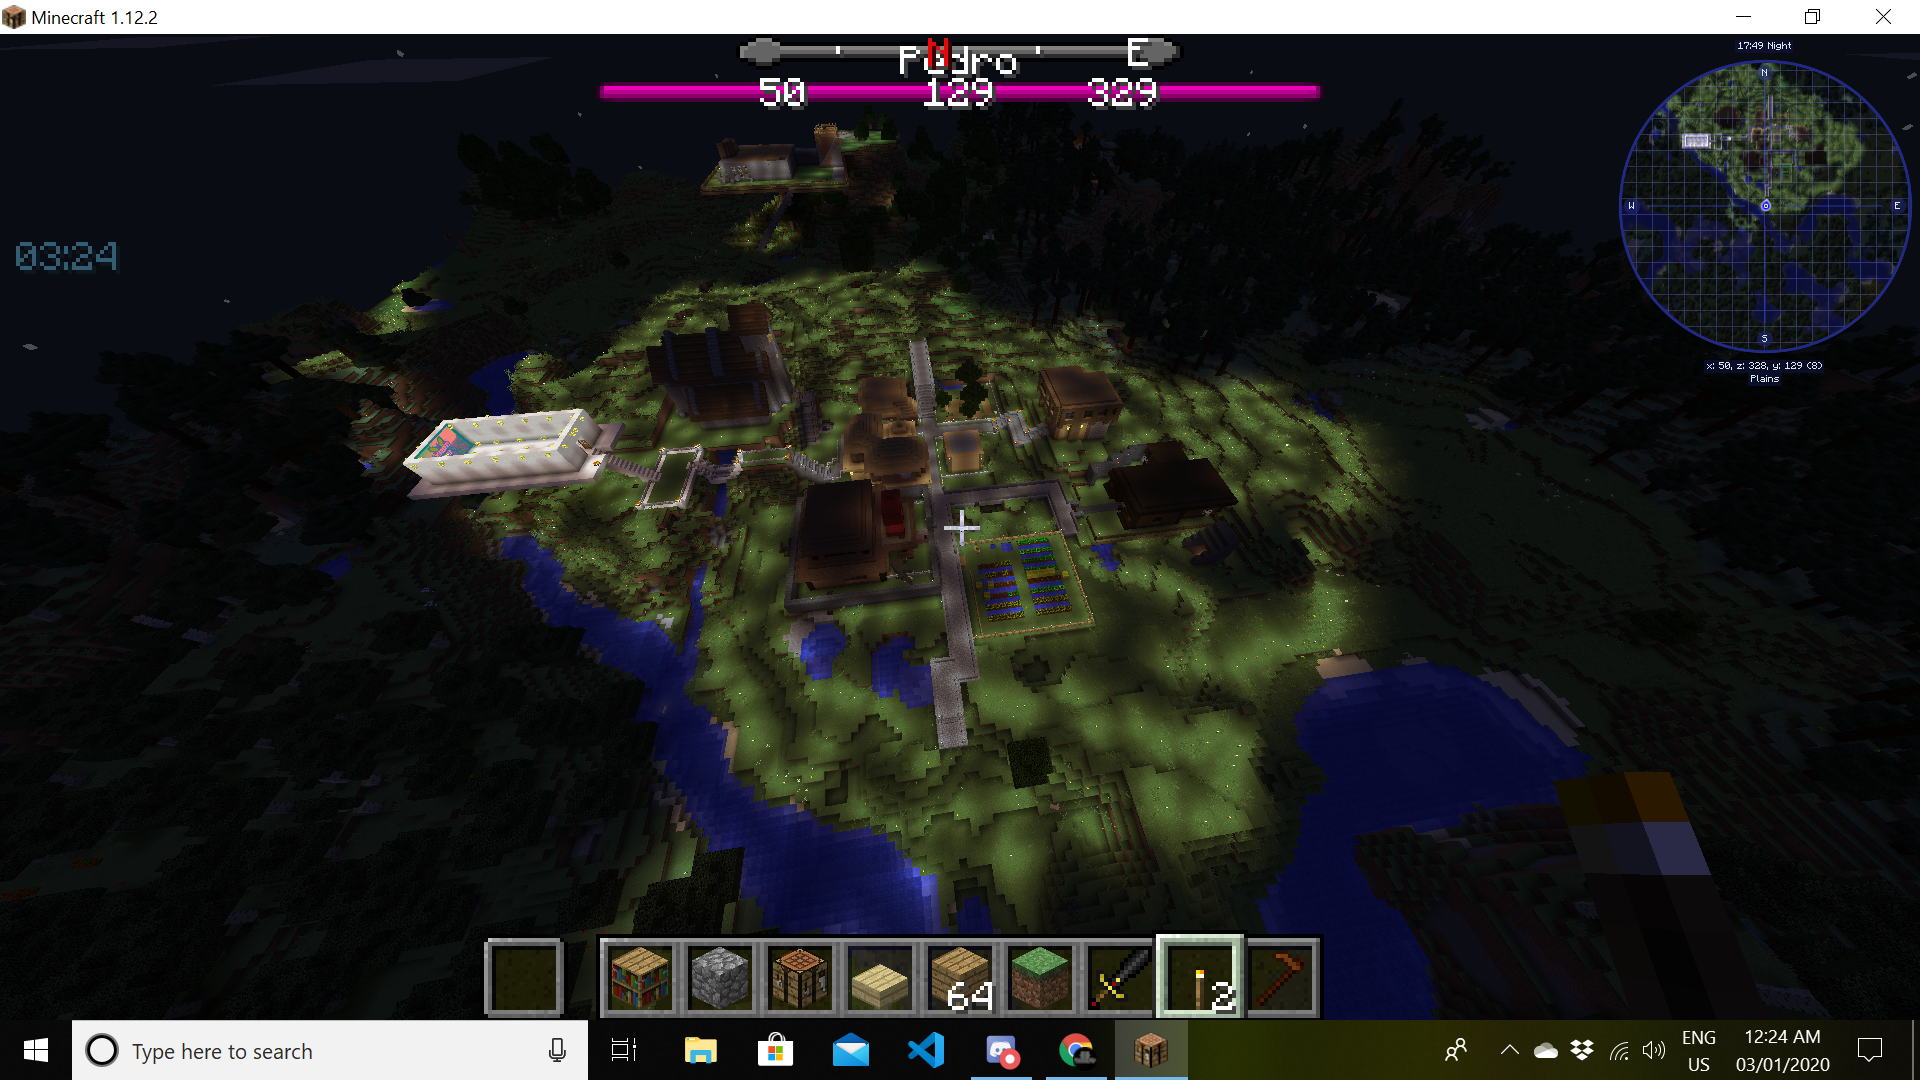 Minecraft 1.12.2
17:49 Night
N E
50 129 329
N
W E
S
03:24
x: 50, z: 328, y: 129 (8)
Plains
64 2
Type here to search
ENG
US
12:24 AM
03/01/2020